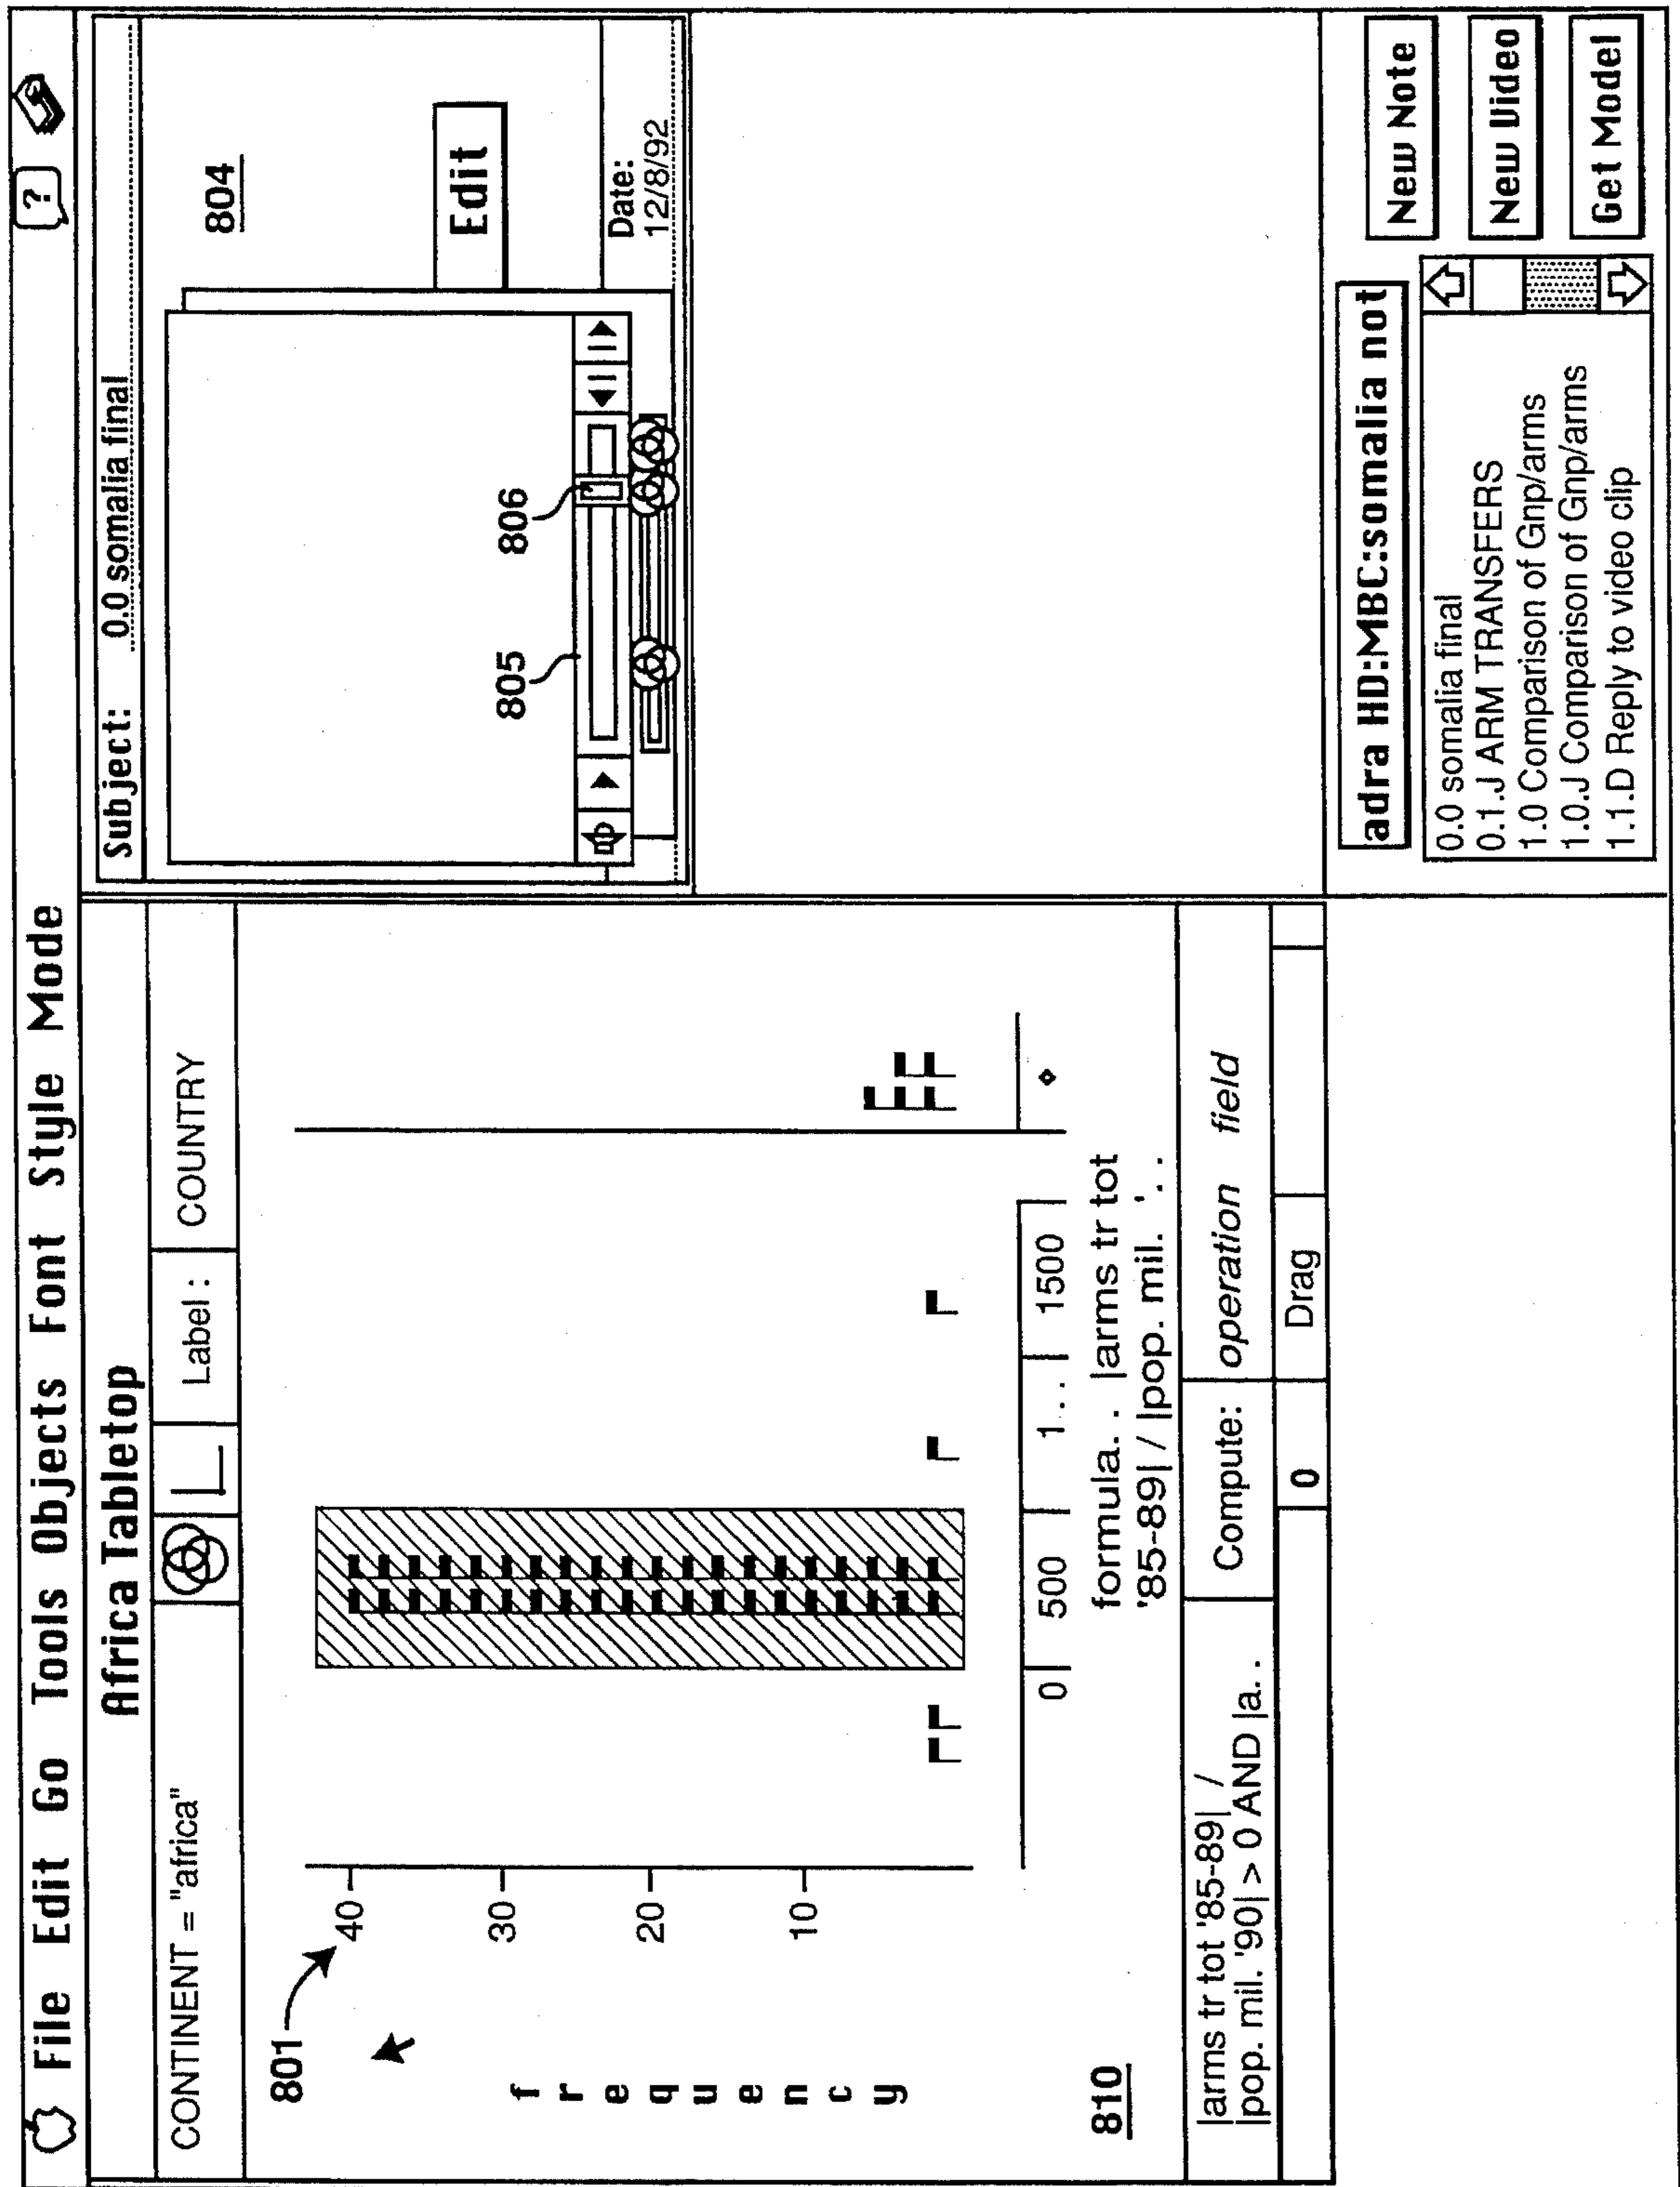 File Edit Go Tools Objects Font Style Mode ?
Africa Tabletop
CONTINENT = "africa" Label : COUNTRY
801
40
30
20
10
frequency
0 500 1... 1500
formula. . |arms tr tot
'85-89| / |pop. mil. '. .
810
|arms tr tot '85-89| /
|pop. mil. '90| > 0 AND |a. .
Compute: operation field
0 Drag
Subject: 0.0 somalia final
804
805
806
Edit
Date:
12/8/92
adra HD:MBC:somalia not
0.0 somalia final
0.1.J ARM TRANSFERS
1.0 Comparison of Gnp/arms
1.0.J Comparison of Gnp/arms
1.1.D Reply to video clip
New Note
New Video
Get Model